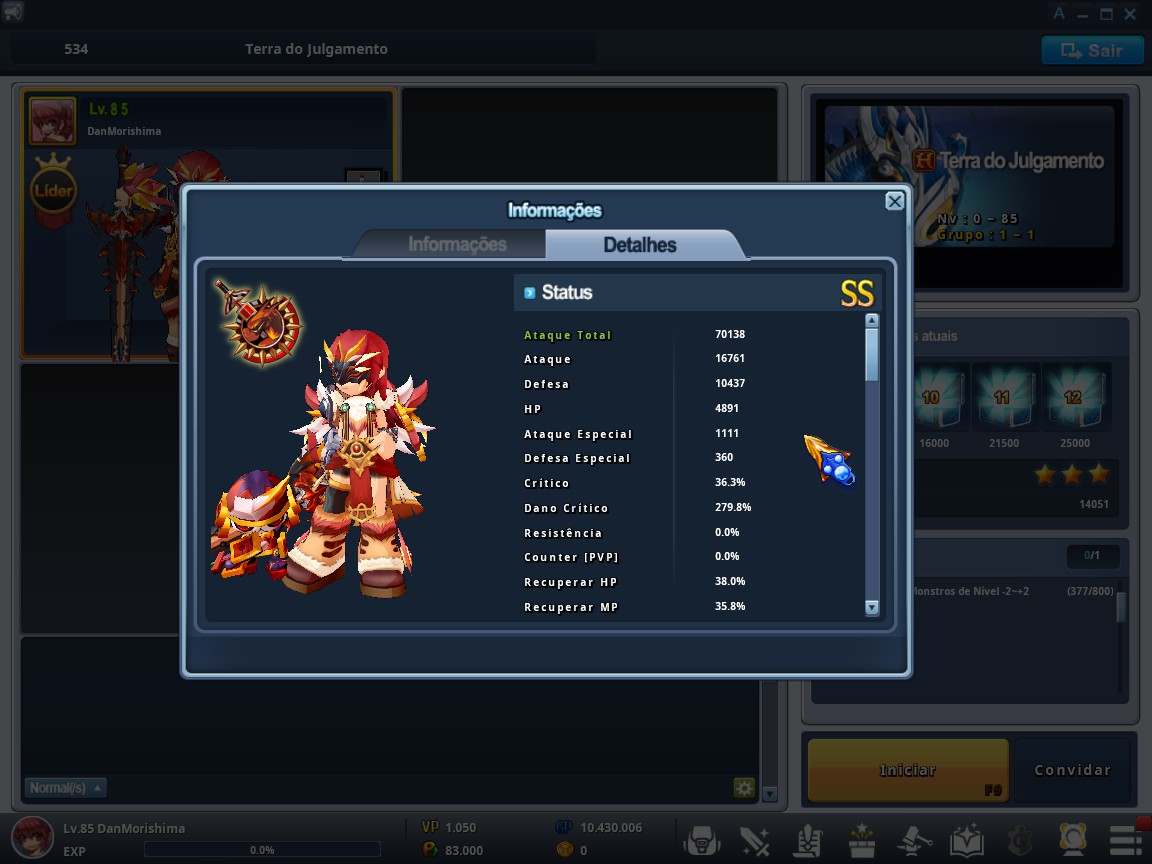 A
534 Terra do Julgamento
Sair
Lv.85
DanMorishima
Líder
Terra do Julgamento
Nv : 0 ~ 85
Grupo : 1 ~ 1
Informações
Informações Detalhes
Status SS
Ataque Total 70138
Ataque 16761
Defesa 10437
HP 4891
Ataque Especial 1111
Defesa Especial 360
Crítico 36.3%
Dano Crítico 279.8%
Resistência 0.0%
Counter [PVP] 0.0%
Recuperar HP 38.0%
Recuperar MP 35.8%
s atuais
10 11 12
16000 21500 25000
14051
0/1
Monstros de Nível -2~+2 (377/800)
Iniciar
F9
Convidar
Normal(/s)
Lv.85 DanMorishima
EXP 0.0%
VP 1.050
83.000
GP 10.430.006
0